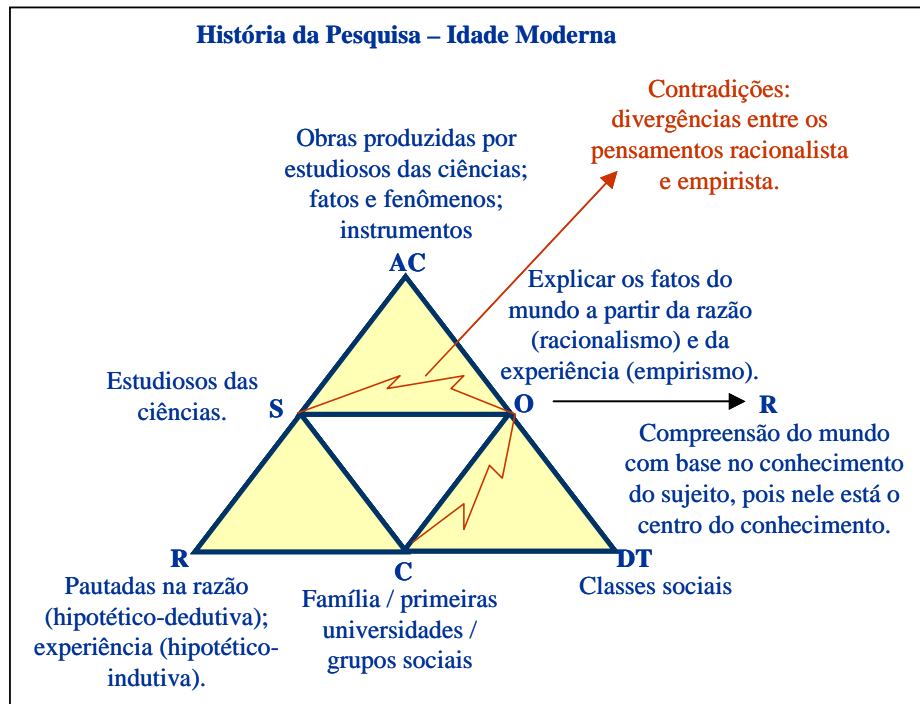 História da Pesquisa – Idade Moderna
Contradições:
divergências entre os
pensamentos racionalista
e empirista.
Obras produzidas por
estudiosos das ciências;
fatos e fenômenos;
instrumentos
AC
Explicar os fatos do
mundo a partir da razão
(racionalismo) e da
experiência (empirismo).
Estudiosos das
ciências.
S
O
R
Compreensão do mundo
com base no conhecimento
do sujeito, pois nele está o
centro do conhecimento.
R
Pautadas na razão
(hipotético-dedutiva);
experiência (hipotético-
indutiva).
C
Família / primeiras
universidades /
grupos sociais
DT
Classes sociais